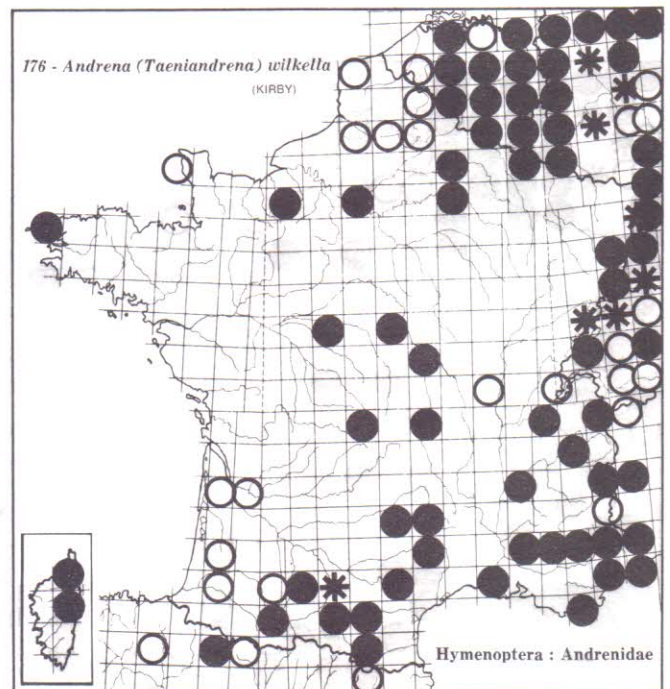 176 - Andrena (Taeniandrena) wilkella
(KIRBY)
Hymenoptera : Andrenidae